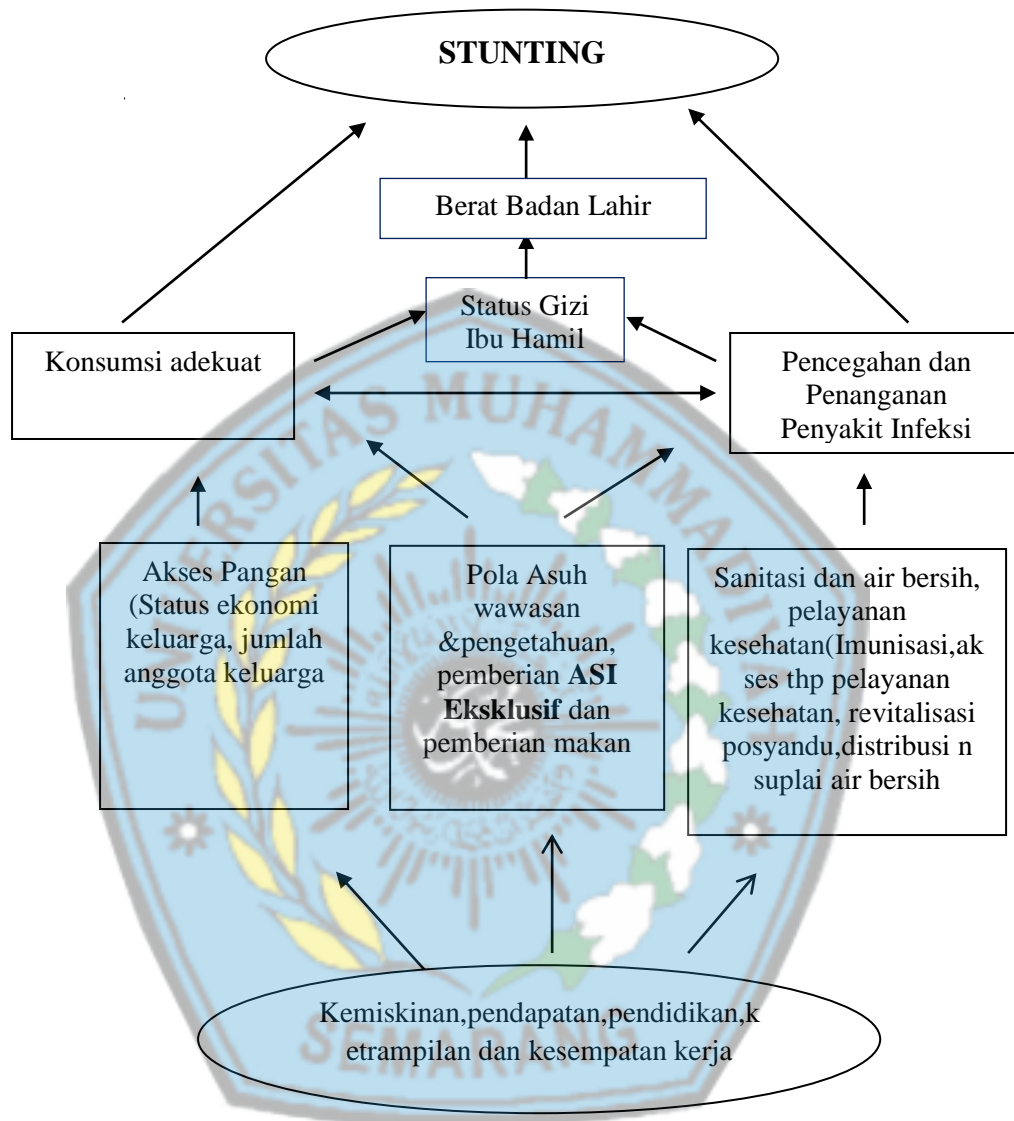 STUNTING
Berat Badan Lahir
Status Gizi
Ibu Hamil
Konsumsi adekuat
Pencegahan dan
Penanganan
Penyakit Infeksi
UNIVERSITAS MUHAMMADIYAH
Akses Pangan
(Status ekonomi
keluarga, jumlah
anggota keluarga
Pola Asuh
wawasan
&pengetahuan,
pemberian ASI
Eksklusif dan
pemberian makan
Sanitasi dan air bersih,
pelayanan
kesehatan(Imunisasi,ak
ses thp pelayanan
kesehatan, revitalisasi
posyandu,distribusi n
suplai air bersih
Kemiskinan,pendapatan,pendidikan,k
etrampilan dan kesempatan kerja
SEMARANG